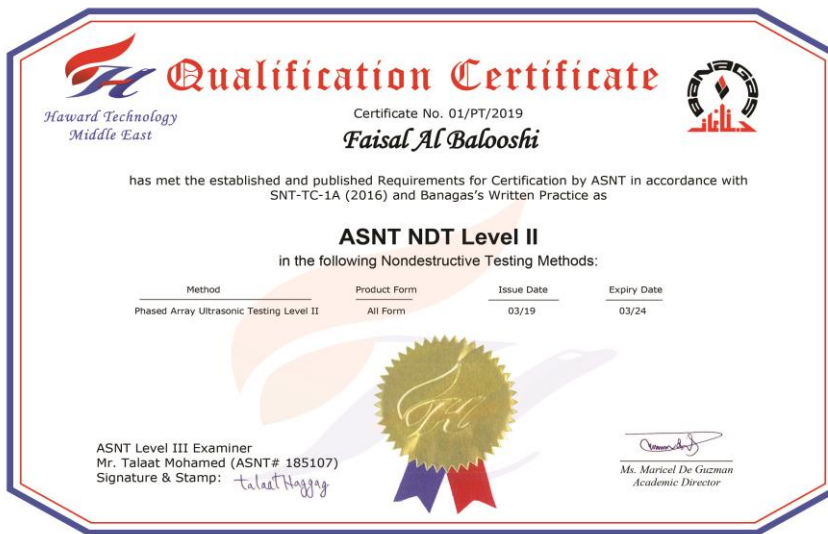 Qualification Certificate
Haward Technology
Middle East
BANAGAS
بناغاز
Certificate No. 01/PT/2019
Faisal Al Balooshi
has met the established and published Requirements for Certification by ASNT in accordance with
SNT-TC-1A (2016) and Banagas's Written Practice as
ASNT NDT Level II
in the following Nondestructive Testing Methods:
Method Product Form Issue Date Expiry Date
Phased Array Ultrasonic Testing Level II All Form 03/19 03/24
ASNT Level III Examiner
Mr. Talaat Mohamed (ASNT# 185107)
Signature & Stamp: talaat Haggag
Ms. Maricel De Guzman
Academic Director